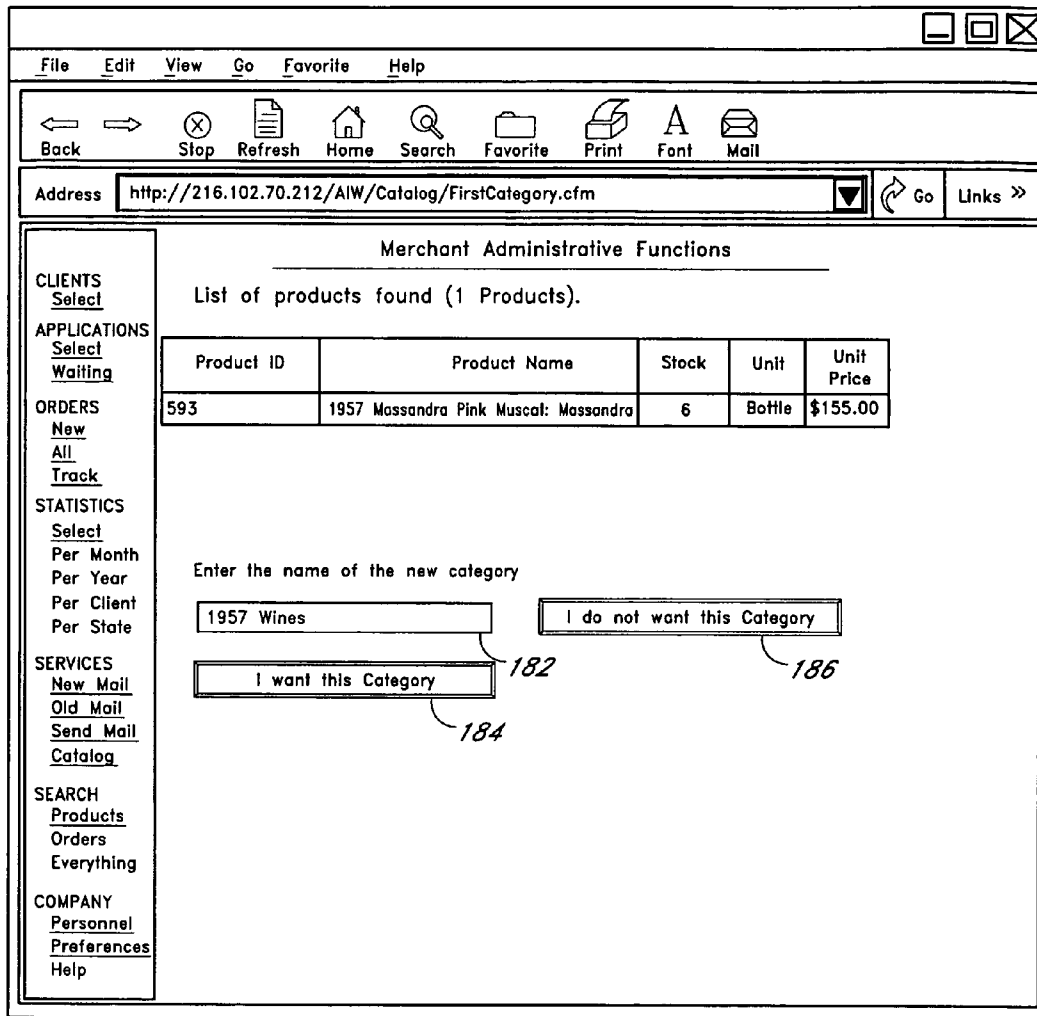 File Edit View Go Favorite Help
Back Stop Refresh Home Search Favorite Print Font Mail
Address http://216.102.70.212/AIW/Catalog/FirstCategory.cfm Go Links »
Merchant Administrative Functions
List of products found (1 Products).
CLIENTS
Select
APPLICATIONS
Select
Waiting
ORDERS
New
All
Track
STATISTICS
Select
Per Month
Per Year
Per Client
Per State
SERVICES
New Mail
Old Mail
Send Mail
Catalog
SEARCH
Products
Orders
Everything
COMPANY
Personnel
Preferences
Help
Product ID Product Name Stock Unit Unit Price
593 1957 Massandra Pink Muscat: Massandra 6 Bottle $155.00
Enter the name of the new category
1957 Wines I do not want this Category
182 186
I want this Category
184